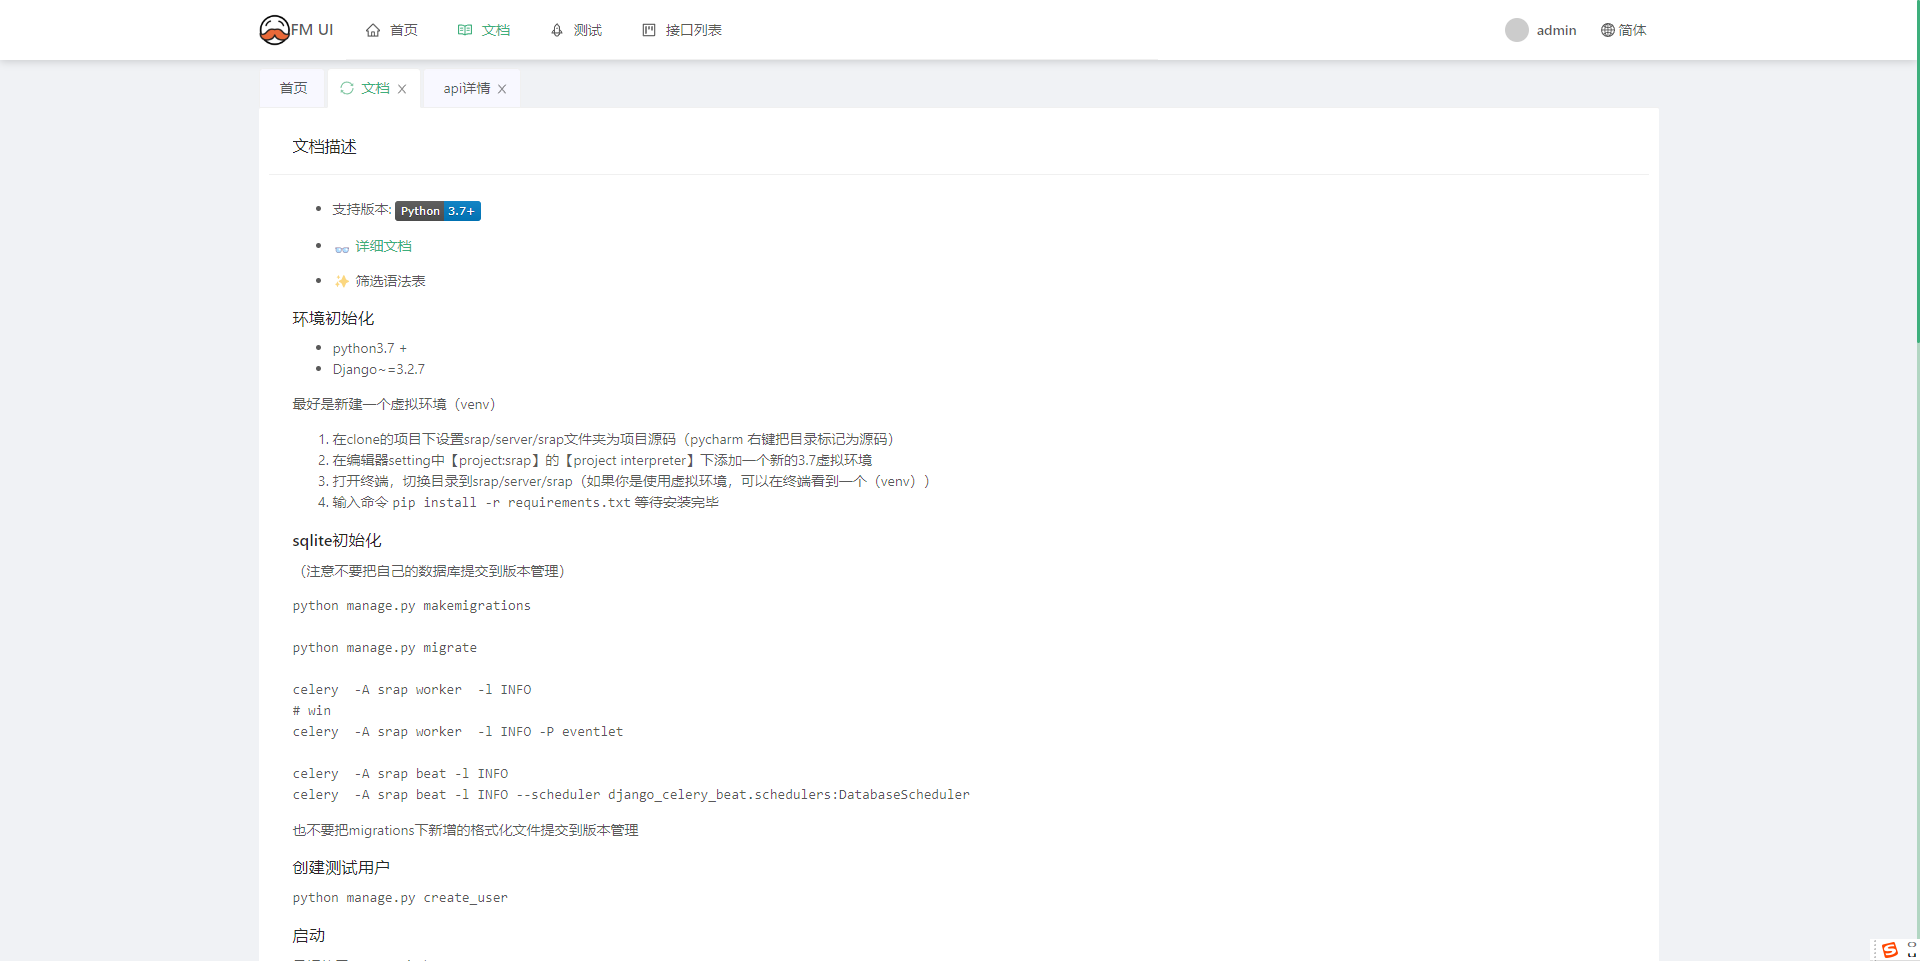 FM UI 首页 文档 测试 接口列表 admin 简体
首页 文档 api详情
文档描述
支持版本: Python 3.7+
详细文档
筛选语法表
环境初始化
python3.7 +
Django~=3.2.7
最好是新建一个虚拟环境（venv）
1. 在clone的项目下设置srap/server/srap文件夹为项目源码（pycharm 右键把目录标记为源码）
2. 在编辑器setting中【project:srap】的【project interpreter】下添加一个新的3.7虚拟环境
3. 打开终端，切换目录到srap/server/srap（如果你是使用虚拟环境，可以在终端看到一个（venv））
4. 输入命令 pip install -r requirements.txt 等待安装完毕
sqlite初始化
（注意不要把自己的数据库提交到版本管理）
python manage.py makemigrations
python manage.py migrate
celery  -A srap worker  -l INFO
# win
celery  -A srap worker  -l INFO -P eventlet
celery  -A srap beat -l INFO
celery  -A srap beat -l INFO --scheduler django_celery_beat.schedulers:DatabaseScheduler
也不要把migrations下新增的格式化文件提交到版本管理
创建测试用户
python manage.py create_user
启动